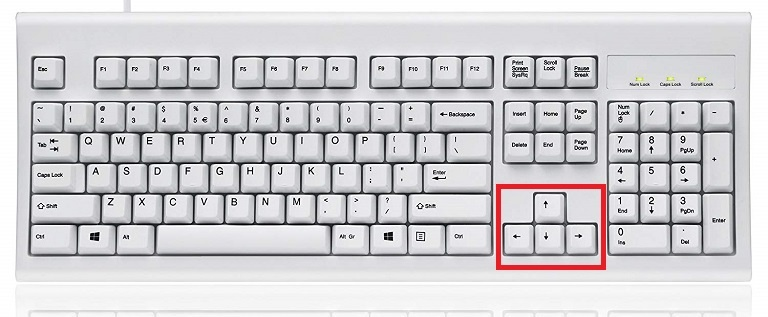 Esc F1 F2 F3 F4 F5 F6 F7 F8 F9 F10 F11 F12 Print Screen SysRq Scroll Lock Pause Break
Num Lock Caps Lock Scroll Lock
~ ! @ # $ % ^ & * ( ) _ + ← Backspace Insert Home Page Up Num Lock / * -
\ 1 2 3 4 5 € 6 7 8 9 0 - =
Tab Q W E R T Y U I O P { [ } ] | \ Delete End Page Down 7 Home 8 ↑ 9 PgUp +
Caps Lock A S D F G H J K L : ; " ' Enter 4 ← 5 6 →
⇧ Shift Z X C V B N M < , > . ? / ⇧ Shift ↑ 1 End 2 ↓ 3 PgDn Enter
Ctrl Alt Alt Gr Ctrl ← ↓ → 0 Ins . Del